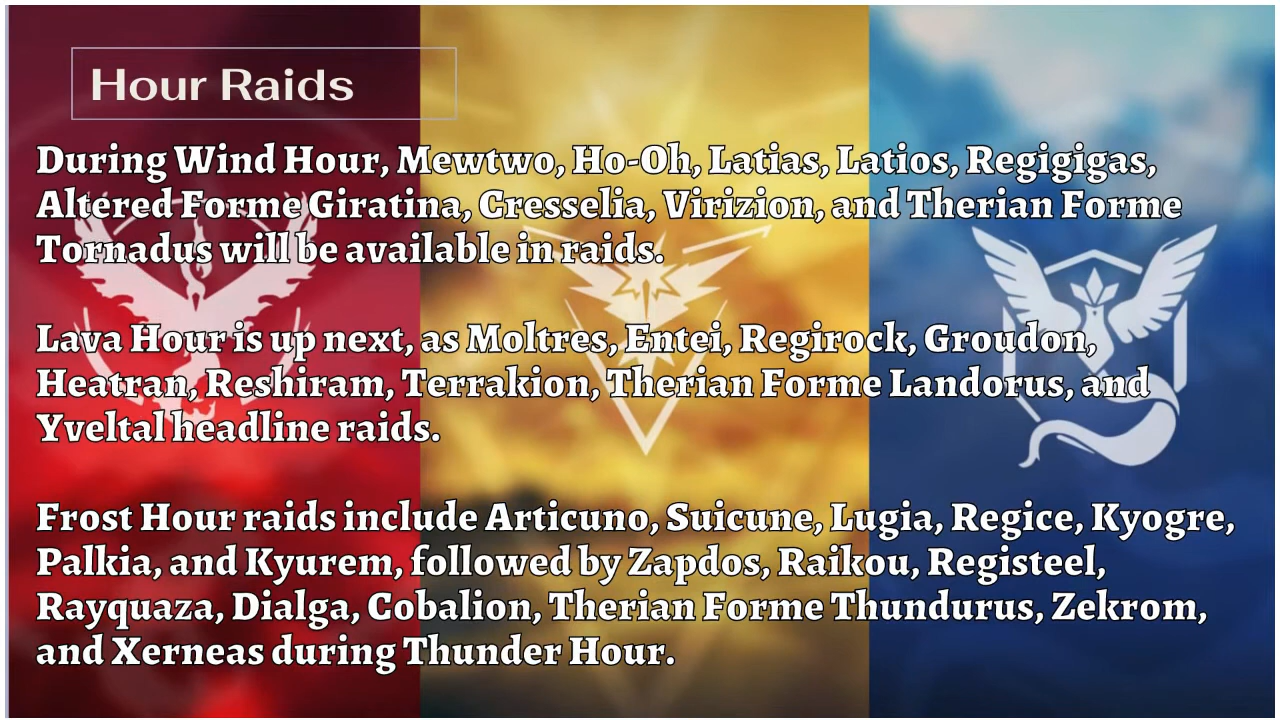 Hour Raids
During Wind Hour, Mewtwo, Ho-Oh, Latias, Latios, Regigigas,
Altered Forme Giratina, Cresselia, Virizion, and Therian Forme
Tornadus will be available in raids.
Lava Hour is up next, as Moltres, Entei, Regirock, Groudon,
Heatran, Reshiram, Terrakion, Therian Forme Landorus, and
Yveltal headline raids.
Frost Hour raids include Articuno, Suicune, Lugia, Regice, Kyogre,
Palkia, and Kyurem, followed by Zapdos, Raikou, Registeel,
Rayquaza, Dialga, Cobalion, Therian Forme Thundurus, Zekrom,
and Xerneas during Thunder Hour.